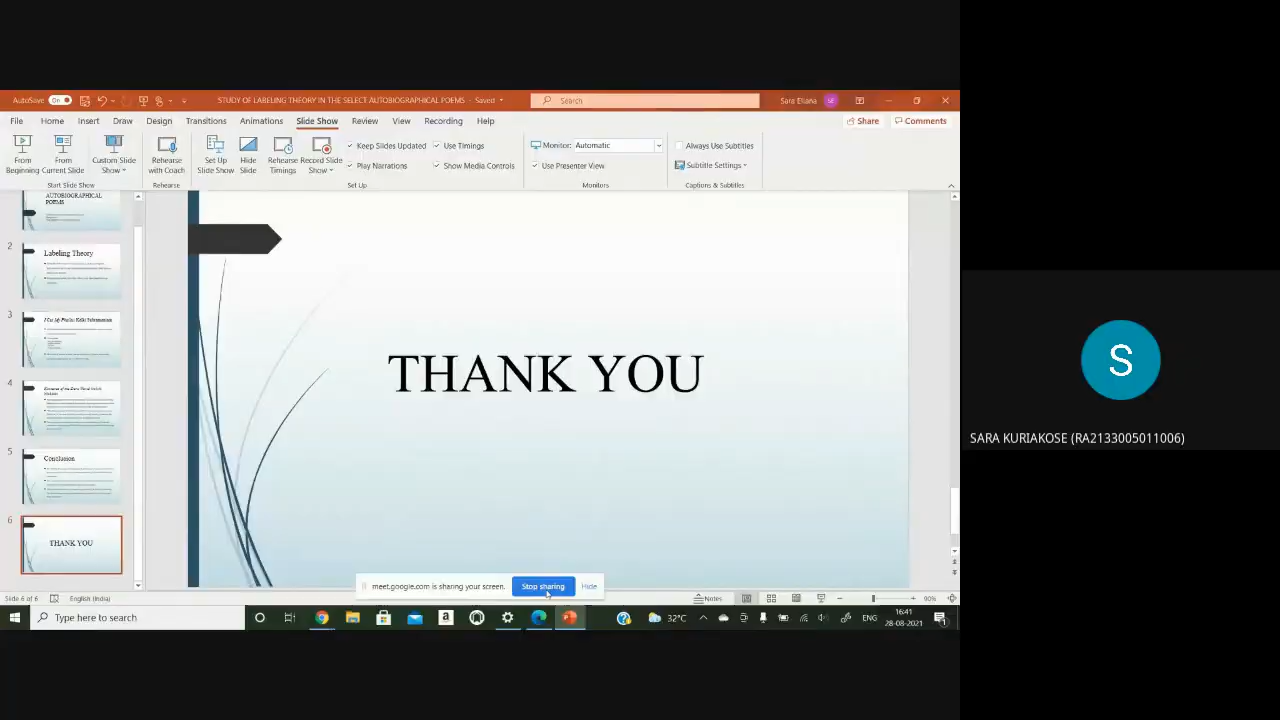 AutoSave On
STUDY OF LABELING THEORY IN THE SELECT AUTOBIOGRAPHICAL POEMS - Saved
Search
Sara Eliana SE
File Home Insert Draw Design Transitions Animations Slide Show Review View Recording Help
Share Comments
From Beginning
From Current Slide
Custom Slide Show
Start Slide Show
Rehearse with Coach
Rehearse
Set Up Slide Show
Hide Slide
Rehearse Timings
Record Slide Show
Keep Slides Updated
Play Narrations
Use Timings
Show Media Controls
Set Up
Monitor: Automatic
Use Presenter View
Monitors
Always Use Subtitles
Subtitle Settings
Captions & Subtitles
AUTOBIOGRAPHICAL
POEMS
2
Labeling Theory
3
4
5
Conclusion
6
THANK YOU
THANK YOU
S
SARA KURIAKOSE (RA2133005011006)
meet.google.com is sharing your screen. Stop sharing Hide
Slide 6 of 6 English (India) Notes 90%
Type here to search
32°C
ENG
16:41
28-08-2021